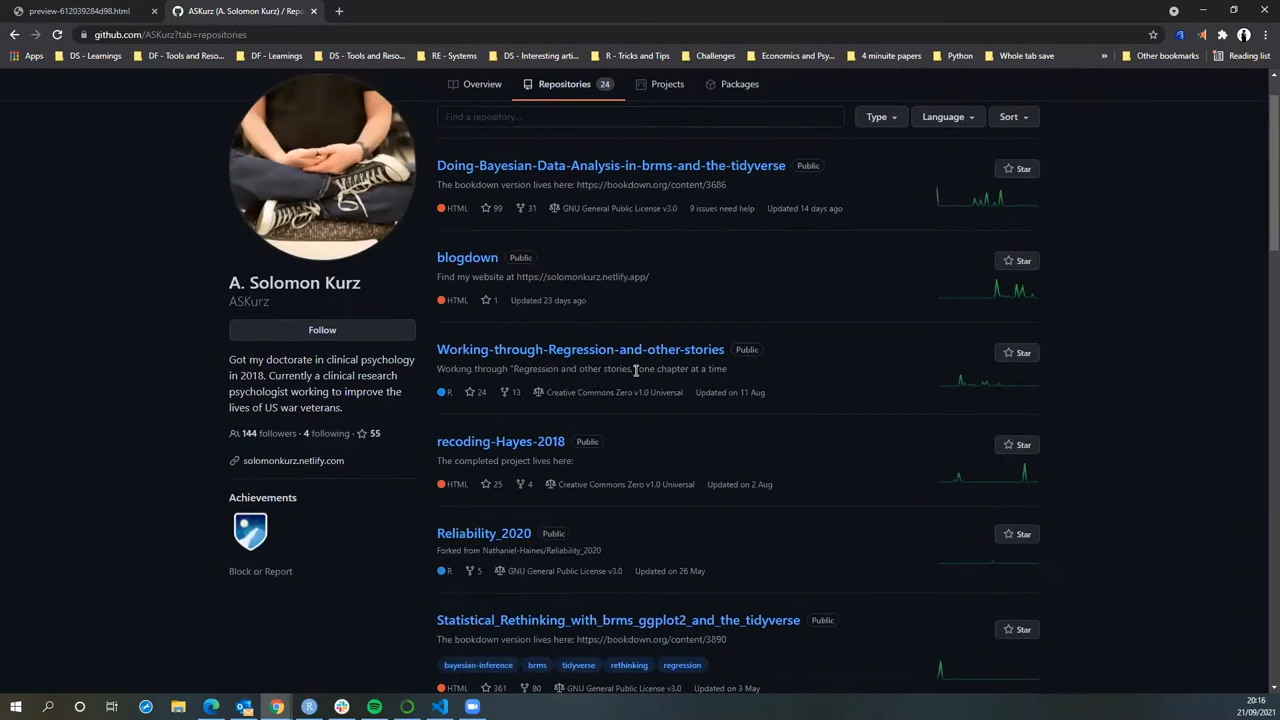 preview-612039284d98.html
ASKurz (A. Solomon Kurz) / Repo
github.com/ASKurz?tab=repositories
Apps
DS - Learnings
DF - Learnings
DS - Tools and Reso...
RE - Systems
DS - Interesting arti...
R - Tricks and Tips
Challenges
Economics and Psy...
4 minuite papers
Python
Whole tab save
Other bookmarks
Reading list
Overview
Repositories 24
Projects
Packages
Find a repository...
Type
Language
Sort
A. Solomon Kurz
ASKurz
Follow
Got my doctorate in clinical psychology
in 2018. Currently a clinical research
psychologist working to improve the
lives of US war veterans.
144 followers · 4 following · 55
solomonkurz.netlify.com
Achievements
Block or Report
Doing-Bayesian-Data-Analysis-in-brms-and-the-tidyverse Public
Star
The bookdown version lives here: https://bookdown.org/content/3686
HTML 99 31 GNU General Public License v3.0 9 issues need help Updated 14 days ago
blogdown Public
Star
Find my website at https://solomonkurz.netlify.app/
HTML 1 Updated 23 days ago
Working-through-Regression-and-other-stories Public
Star
Working through "Regression and other stories," one chapter at a time
R 24 13 Creative Commons Zero v1.0 Universal Updated on 11 Aug
recoding-Hayes-2018 Public
Star
The completed project lives here:
HTML 25 4 Creative Commons Zero v1.0 Universal Updated on 2 Aug
Reliability_2020 Public
Star
Forked from Nathaniel-Haines/Reliability_2020
R 5 GNU General Public License v3.0 Updated on 26 May
Statistical_Rethinking_with_brms_ggplot2_and_the_tidyverse Public
Star
The bookdown version lives here: https://bookdown.org/content/3890
bayesian-inference brms tidyverse rethinking regression
HTML 361 80 GNU General Public License v3.0 Updated on 3 May
20:16
21/09/2021